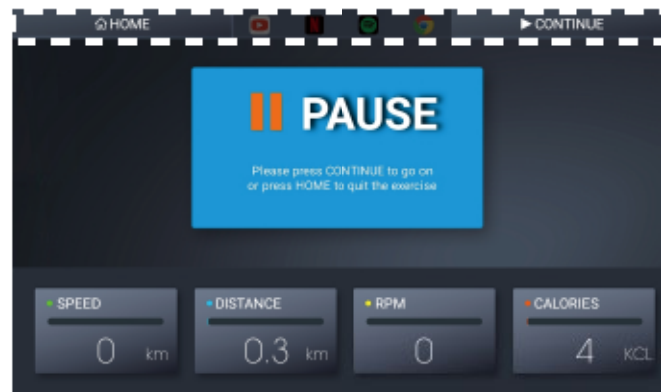 HOME
CONTINUE
PAUSE
Please press CONTINUE to go on
or press HOME to quit the exercise
SPEED
DISTANCE
RPM
CALORIES
0 km
0.3 km
0
4 KCL